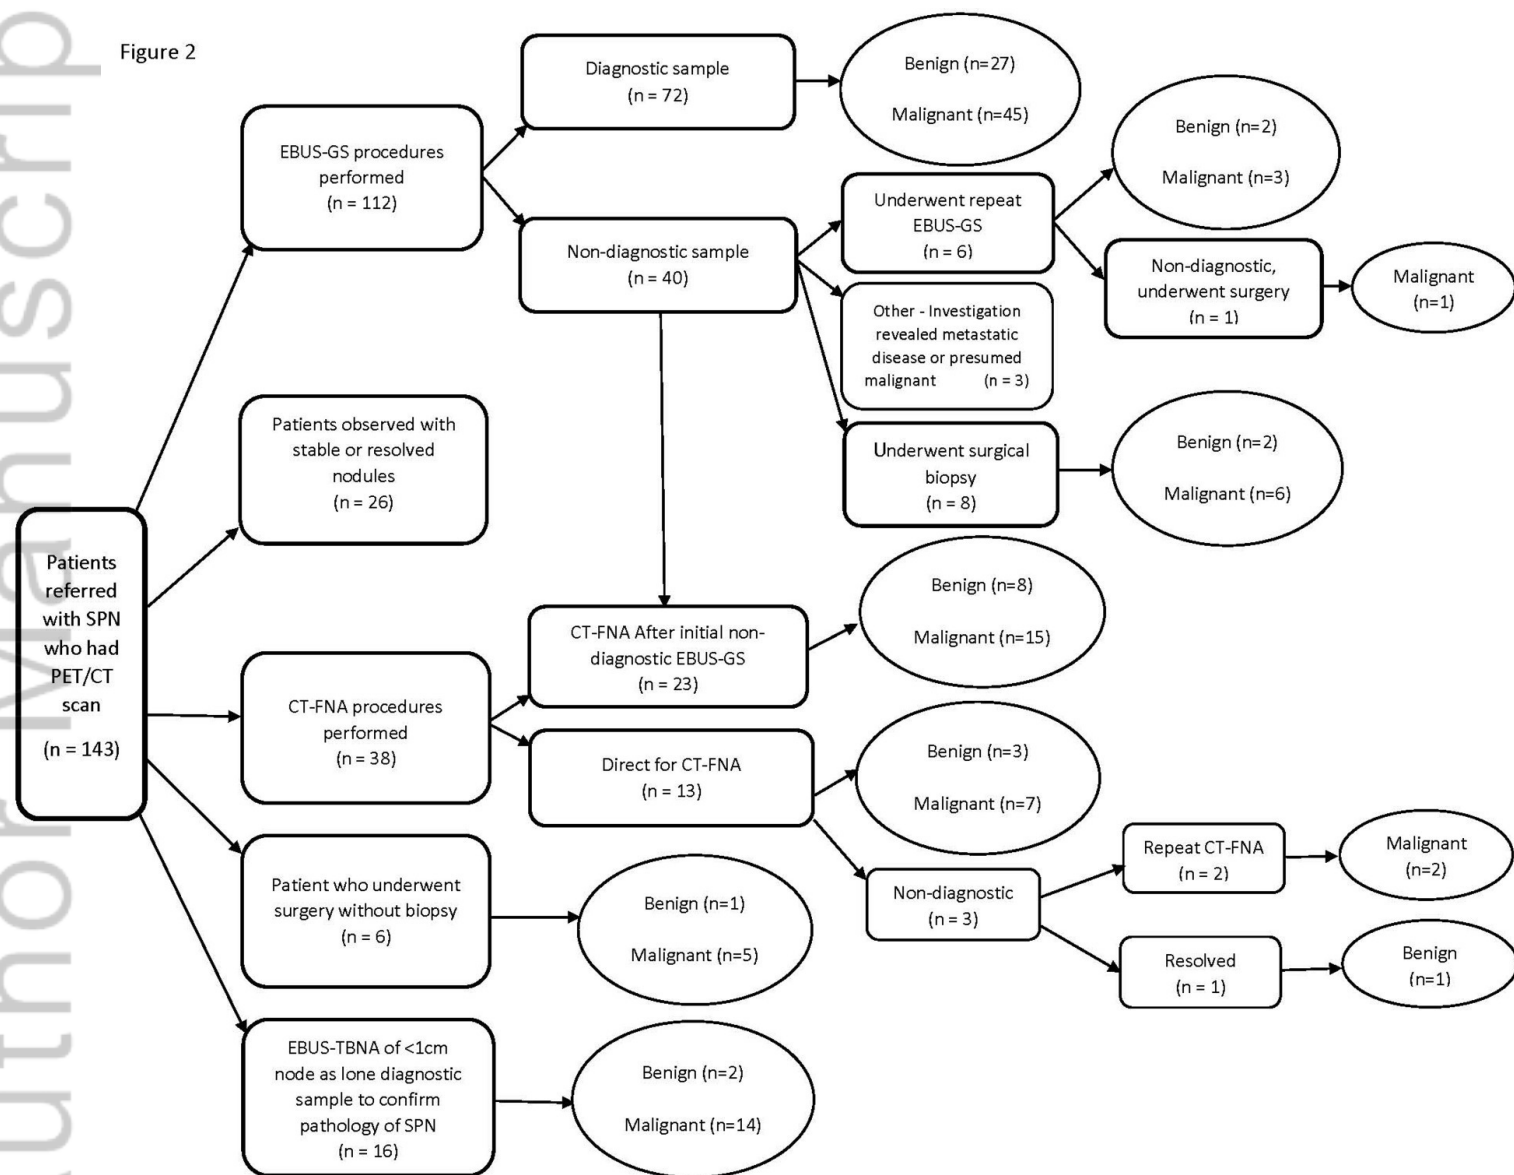 Author Manuscrip
Figure 2
Patients
referred
with SPN
who had
PET/CT
scan
(n = 143)
EBUS-GS procedures
performed
(n = 112)
Diagnostic sample
(n = 72)
Benign (n=27)
Malignant (n=45)
Non-diagnostic sample
(n = 40)
Underwent repeat
EBUS-GS
(n = 6)
Benign (n=2)
Malignant (n=3)
Non-diagnostic,
underwent surgery
(n = 1)
Malignant
(n=1)
Other - Investigation
revealed metastatic
disease or presumed
malignant (n = 3)
Underwent surgical
biopsy
(n = 8)
Benign (n=2)
Malignant (n=6)
Patients observed with
stable or resolved
nodules
(n = 26)
CT-FNA procedures
performed
(n = 38)
CT-FNA After initial non-
diagnostic EBUS-GS
(n = 23)
Benign (n=8)
Malignant (n=15)
Direct for CT-FNA
(n = 13)
Benign (n=3)
Malignant (n=7)
Non-diagnostic
(n = 3)
Repeat CT-FNA
(n = 2)
Malignant
(n=2)
Resolved
(n = 1)
Benign
(n=1)
Patient who underwent
surgery without biopsy
(n = 6)
Benign (n=1)
Malignant (n=5)
EBUS-TBNA of <1cm
node as lone diagnostic
sample to confirm
pathology of SPN
(n = 16)
Benign (n=2)
Malignant (n=14)